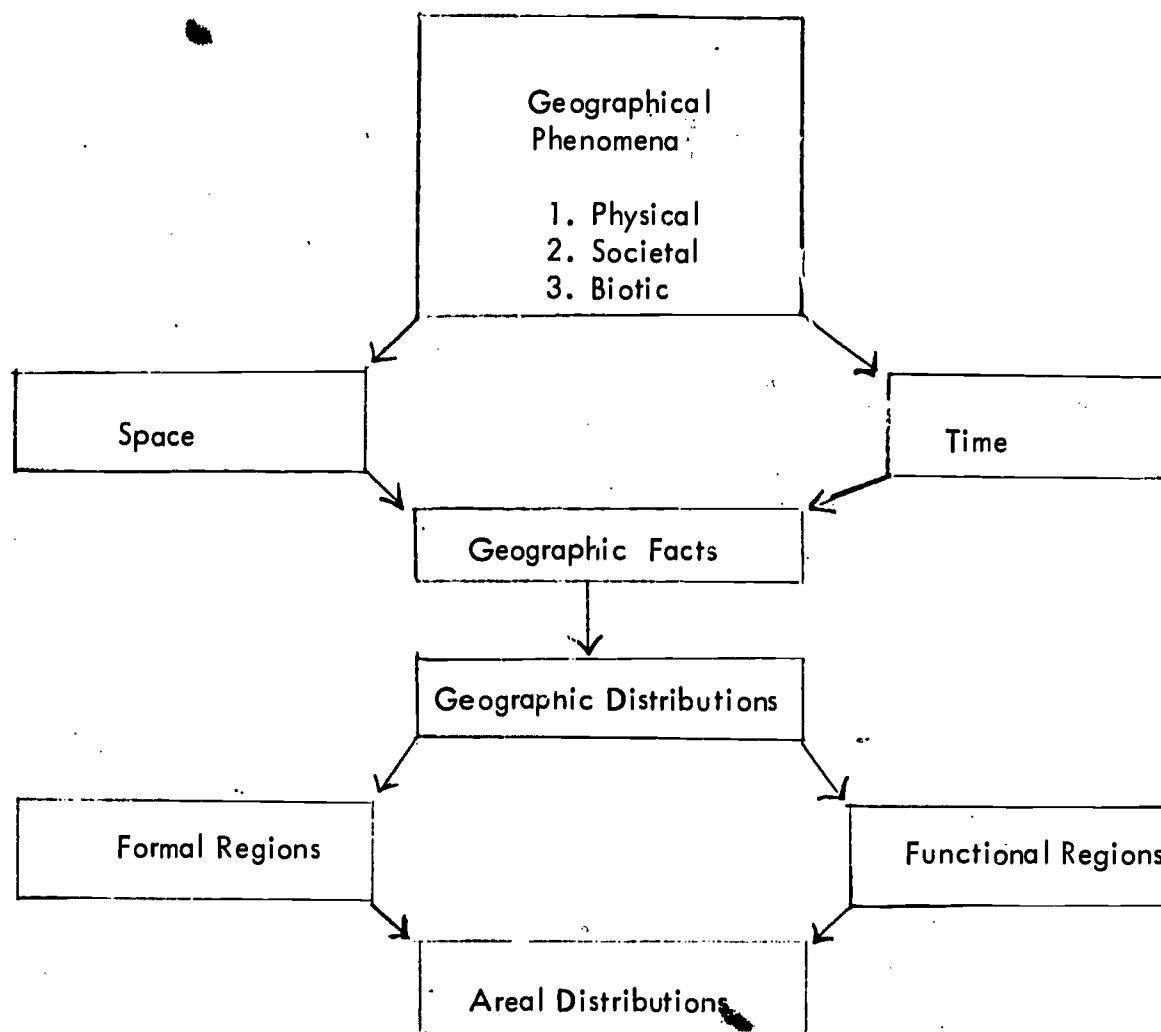 Geographical
Phenomena
1. Physical
2. Societal
3. Biotic
Space
Time
Geographic Facts
Geographic Distributions
Formal Regions
Functional Regions
Areal Distributions